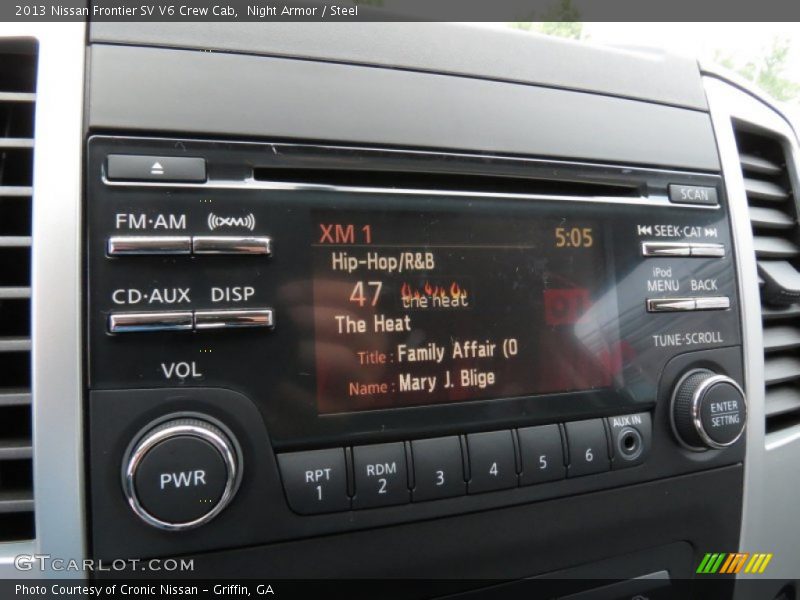 2013 Nissan Frontier SV V6 Crew Cab,  Night Armor / Steel
SCAN
FM·AM
((XM))
XM 1
5:05
SEEK·CAT
Hip-Hop/R&B
iPod
MENU
BACK
47
the heat
CD·AUX
DISP
The Heat
TUNE·SCROLL
Title : Family Affair (0
VOL
Name : Mary J. Blige
ENTER
SETTING
AUX IN
PWR
RPT
1
RDM
2
3
4
5
6
GTCARLOT.COM
Photo Courtesy of Cronic Nissan - Griffin, GA